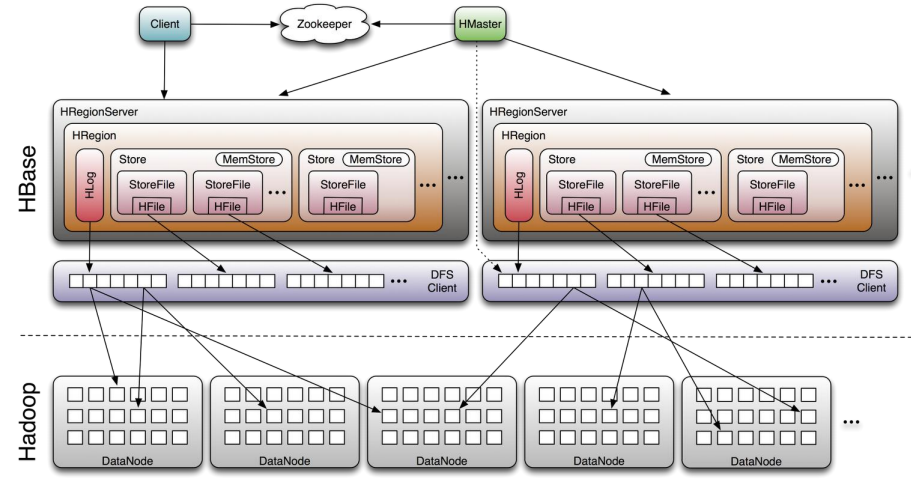 Client
Zookeeper
HMaster
HBase
HRegionServer
HRegion
HLog
Store
MemStore
StoreFile
HFile
StoreFile
HFile
...
Store
MemStore
StoreFile
HFile
...
...
DFS
Client
...
HRegionServer
HRegion
HLog
Store
MemStore
StoreFile
HFile
StoreFile
HFile
...
Store
MemStore
StoreFile
HFile
...
...
DFS
Client
...
Hadoop
DataNode
DataNode
DataNode
DataNode
DataNode
...